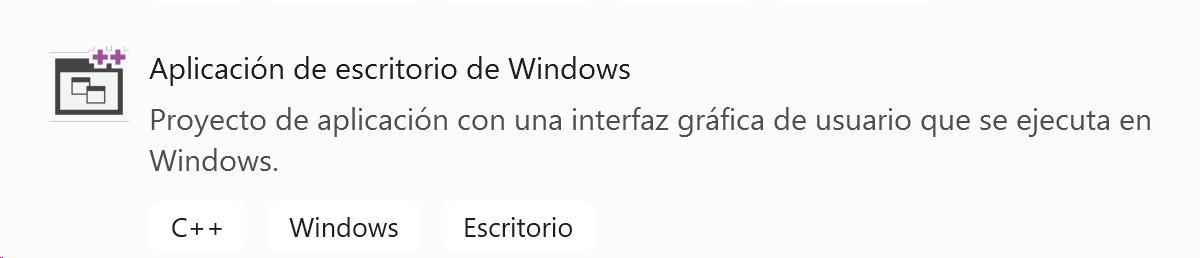 Aplicación de escritorio de Windows
Proyecto de aplicación con una interfaz gráfica de usuario que se ejecuta en
Windows.
C++ Windows Escritorio